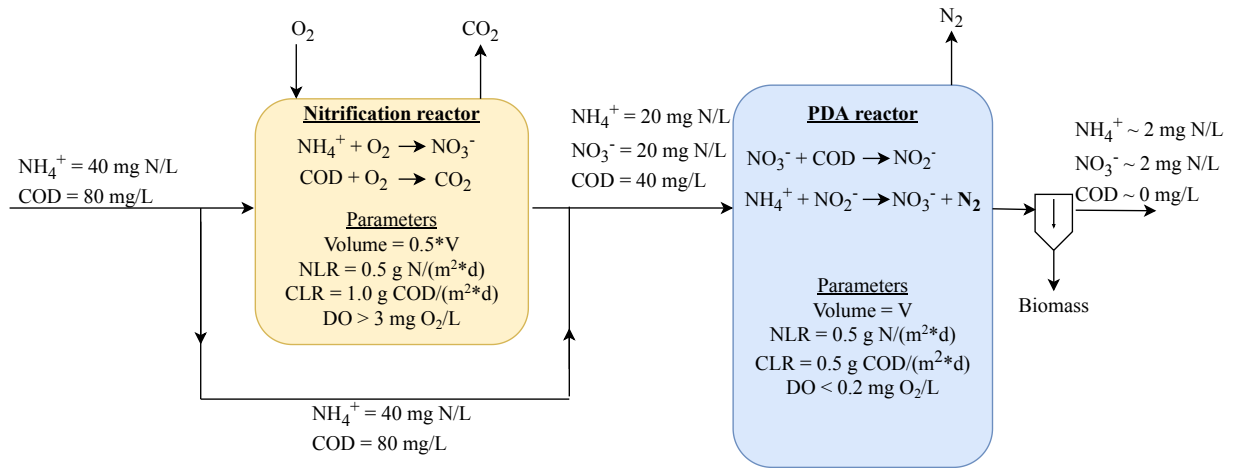 O₂
CO₂
N₂
NH₄⁺ = 40 mg N/L
COD = 80 mg/L
Nitrification reactor
NH₄⁺ + O₂ → NO₃⁻
COD + O₂ → CO₂
Parameters
Volume = 0.5*V
NLR = 0.5 g N/(m²*d)
CLR = 1.0 g COD/(m²*d)
DO > 3 mg O₂/L
NH₄⁺ = 40 mg N/L
COD = 80 mg/L
NH₄⁺ = 20 mg N/L
NO₃⁻ = 20 mg N/L
COD = 40 mg/L
PDA reactor
NO₃⁻ + COD → NO₂⁻
NH₄⁺ + NO₂⁻ → NO₃⁻ + N₂
Parameters
Volume = V
NLR = 0.5 g N/(m²*d)
CLR = 0.5 g COD/(m²*d)
DO < 0.2 mg O₂/L
NH₄⁺ ~ 2 mg N/L
NO₃⁻ ~ 2 mg N/L
COD ~ 0 mg/L
Biomass